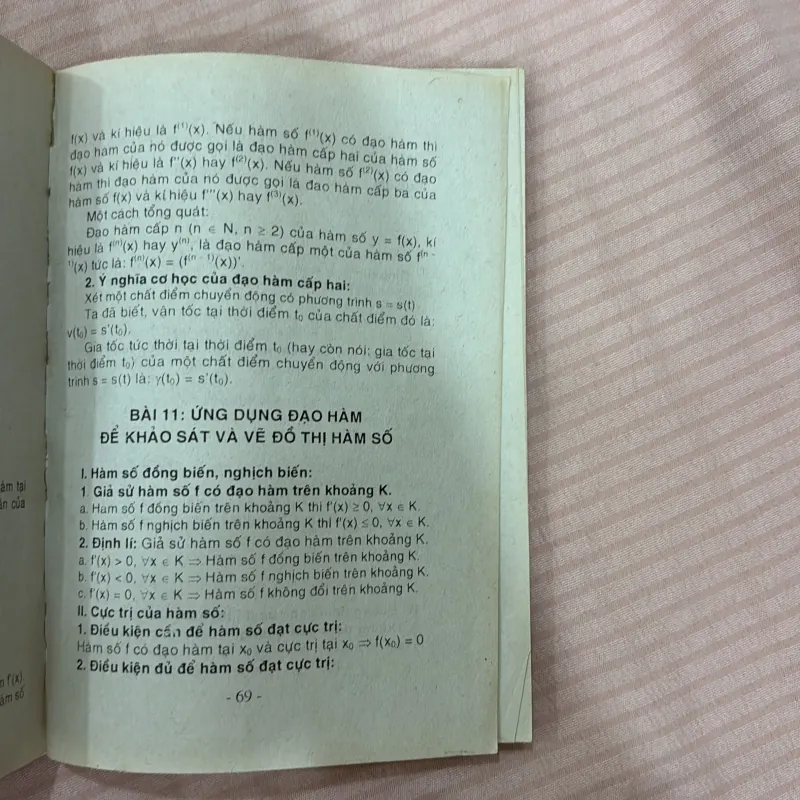 f(x) và kí hiệu là f⁽¹⁾(x). Nếu hàm số f⁽¹⁾(x) có đạo hàm thì
đạo hàm của nó được gọi là đạo hàm cấp hai của hàm số
f(x) và kí hiệu là f''(x) hay f⁽²⁾(x). Nếu hàm số f⁽²⁾(x) có đạo
hàm thì đạo hàm của nó được gọi là đao hàm cấp ba của
hàm số f(x) và kí hiệu f'''(x) hay f⁽³⁾(x).
Một cách tổng quát:
Đạo hàm cấp n (n ∈ N, n ≥ 2) của hàm số y = f(x), kí
hiệu là f⁽ⁿ⁾(x) hay y⁽ⁿ⁾, là đạo hàm cấp một của hàm số f⁽ⁿ ⁻
¹⁾(x) tức là: f⁽ⁿ⁾(x) = (f⁽ⁿ ⁻ ¹⁾(x))'.
2. Ý nghĩa cơ học của đạo hàm cấp hai:
Xét một chất điểm chuyển động có phương trình s = s(t)
Ta đã biết, vận tốc tại thời điểm t₀ của chất điểm đó là:
v(t₀) = s'(t₀).
Gia tốc tức thời tại thời điểm t₀ (hay còn nói: gia tốc tại
thời điểm t₀) của một chất điểm chuyển động với phương
trình s = s(t) là: γ(t₀) = s'(t₀).
BÀI 11: ỨNG DỤNG ĐẠO HÀM
ĐỂ KHẢO SÁT VÀ VẼ ĐỒ THỊ HÀM SỐ
I. Hàm số đồng biến, nghịch biến:
1. Giả sử hàm số f có đạo hàm trên khoảng K.
a. Ham số f đồng biến trên khoảng K thì f'(x) ≥ 0, ∀x ∈ K.
b. Hàm số f nghịch biến trên khoảng K thì f'(x) ≤ 0, ∀x ∈ K.
2. Định lí: Giả sử hàm số f có đạo hàm trên khoảng K.
a. f'(x) > 0, ∀x ∈ K ⇒ Hàm số f đồng biến trên khoảng K.
b. f'(x) < 0, ∀x ∈ K ⇒ Hàm số f nghịch biến trên khoảng K.
c. f'(x) = 0, ∀x ∈ K ⇒ Hàm số f không đổi trên khoảng K.
II. Cực trị của hàm số:
1. Điều kiện cần để hàm số đạt cực trị:
Hàm số f có đạo hàm tại x₀ và cực trị tại x₀ ⇒ f(x₀) = 0
2. Điều kiện đủ để hàm số đạt cực trị:
- 69 -
àm tại
của
f'(x)
àm số